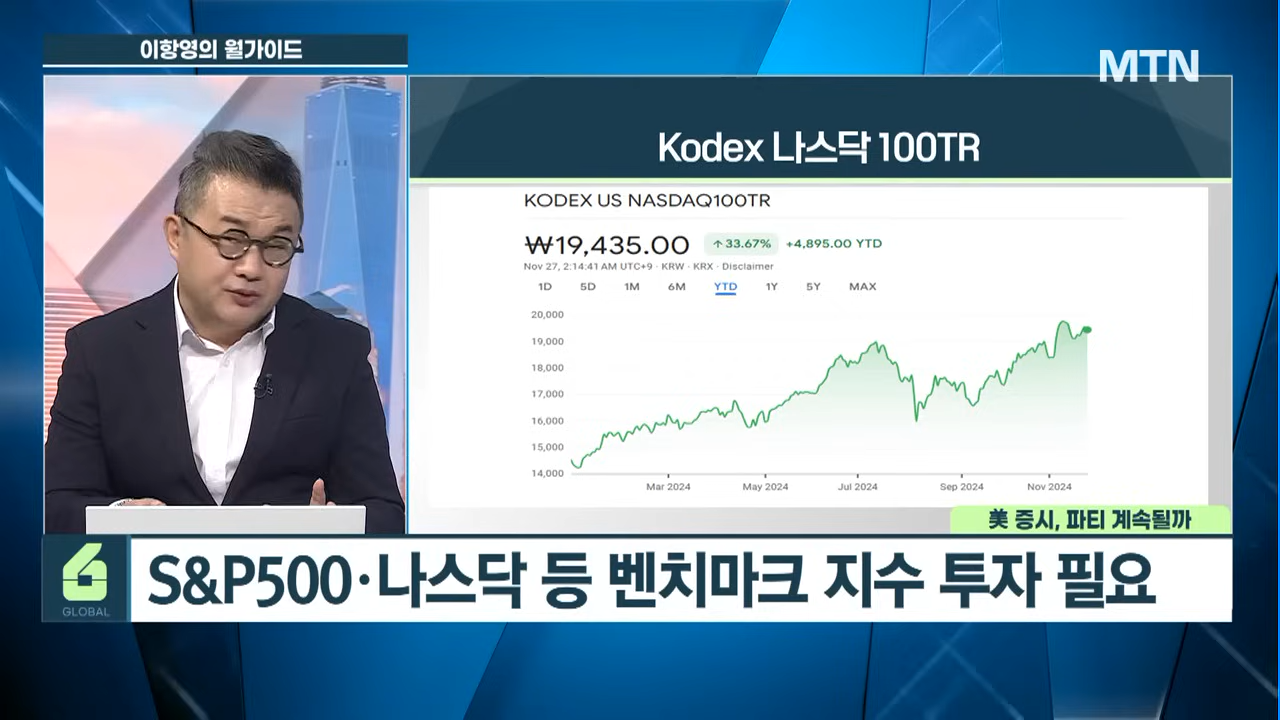 이항영의 월가이드
MTN
Kodex 나스닥 100TR
KODEX US NASDAQ100TR
₩19,435.00 ↑ 33.67% +4,895.00 YTD
Nov 27, 2:14:41 AM UTC+9 · KRW · KRX · Disclaimer
1D 5D 1M 6M YTD 1Y 5Y MAX
20,000
19,000
18,000
17,000
16,000
15,000
14,000
Mar 2024 May 2024 Jul 2024 Sep 2024 Nov 2024
美 증시, 파티 계속될까
6
GLOBAL
S&P500·나스닥 등 벤치마크 지수 투자 필요